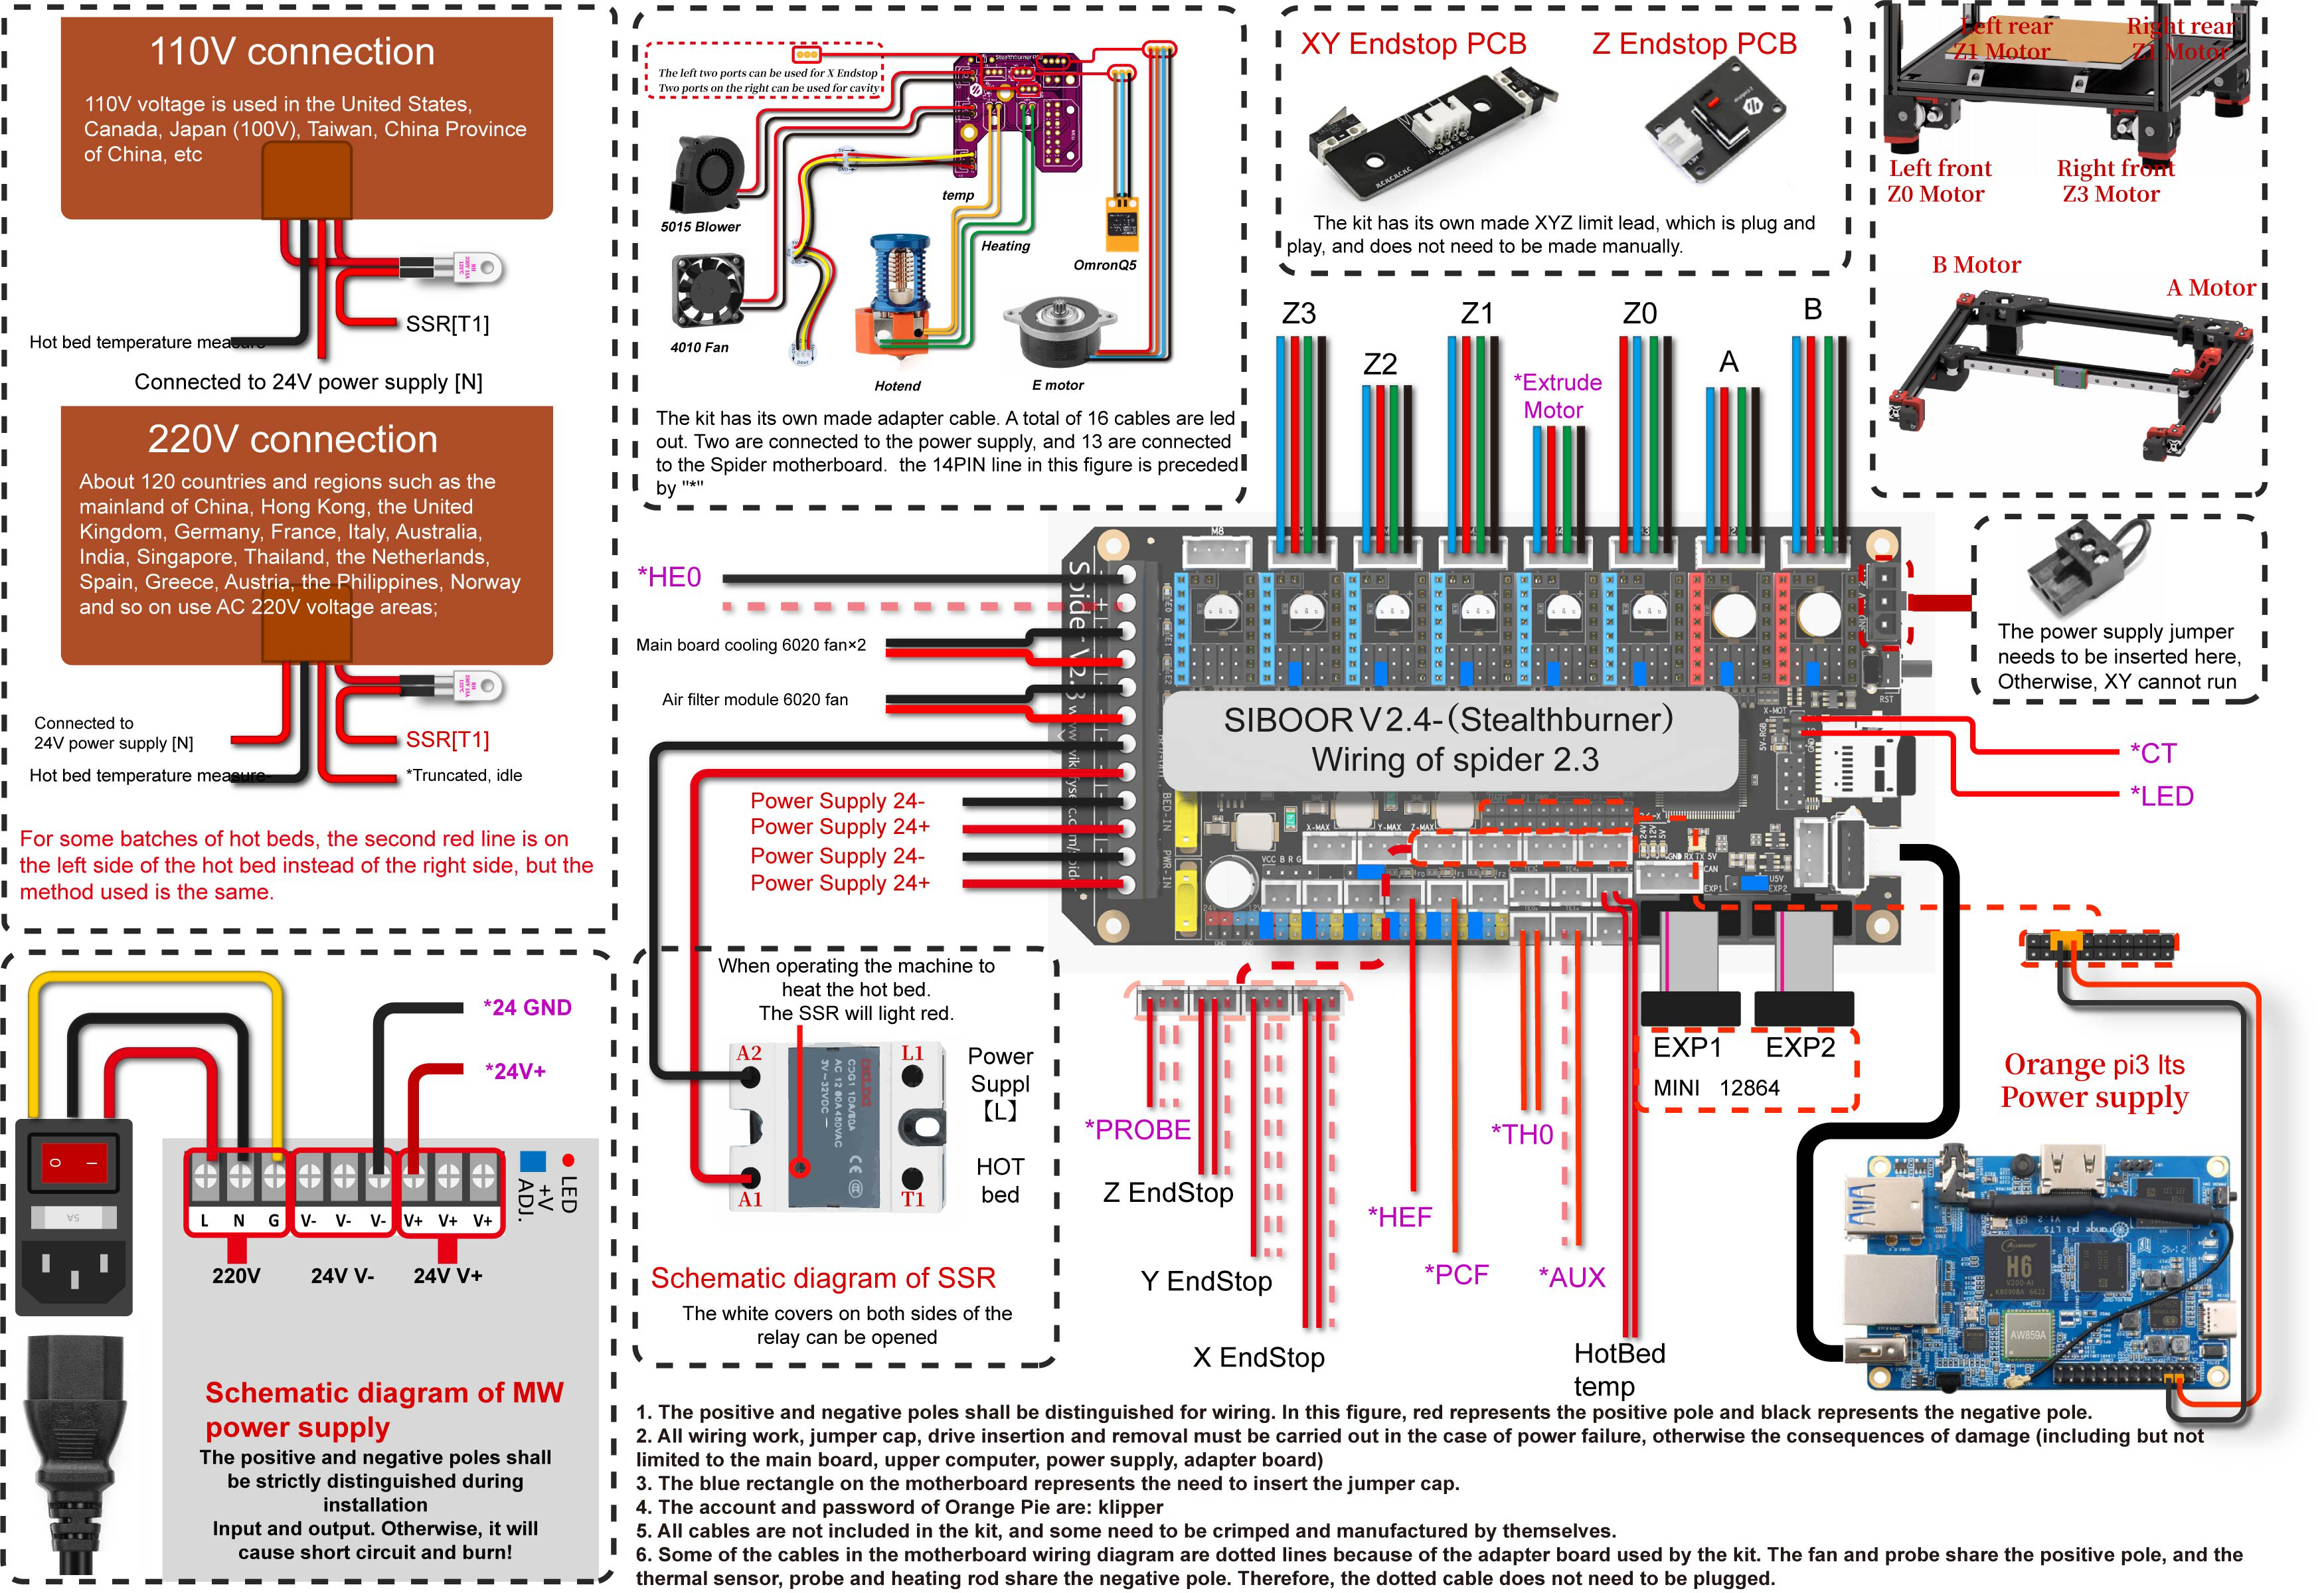 110V connection
110V voltage is used in the United States,
Canada, Japan (100V), Taiwan, China Province
of China, etc
SSR[T1]
Hot bed temperature measure
Connected to 24V power supply [N]
220V connection
About 120 countries and regions such as the
mainland of China, Hong Kong, the United
Kingdom, Germany, France, Italy, Australia,
India, Singapore, Thailand, the Netherlands,
Spain, Greece, Austria, the Philippines, Norway
and so on use AC 220V voltage areas;
Connected to
24V power supply [N]
SSR[T1]
Hot bed temperature measure
*Truncated, idle
For some batches of hot beds, the second red line is on
the left side of the hot bed instead of the right side, but the
method used is the same.
*24 GND
*24V+
L N G V- V- V- V+ V+ V+
LED
+V
ADJ.
220V
24V V-
24V V+
5A
Schematic diagram of MW
power supply
The positive and negative poles shall
be strictly distinguished during
installation
Input and output. Otherwise, it will
cause short circuit and burn!
The left two ports can be used for X Endstop
Two ports on the right can be used for cavity
temp
5015 Blower
Heating
OmronQ5
4010 Fan
Hotend
E motor
The kit has its own made adapter cable. A total of 16 cables are led
out. Two are connected to the power supply, and 13 are connected
to the Spider motherboard. the 14PIN line in this figure is preceded
by "*"
XY Endstop PCB
Z Endstop PCB
The kit has its own made XYZ limit lead, which is plug and
play, and does not need to be made manually.
Left rear
Z1 Motor
Right rear
Z1 Motor
Left front
Z0 Motor
Right front
Z3 Motor
B Motor
A Motor
Z3
Z2
Z1
*Extrude
Motor
Z0
A
B
M8
The power supply jumper
needs to be inserted here,
Otherwise, XY cannot run
*HE0
Main board cooling 6020 fan×2
Air filter module 6020 fan
Power Supply 24-
Power Supply 24+
Power Supply 24-
Power Supply 24+
SIBOOR V2.4-(Stealthburner)
Wiring of spider 2.3
RST
X-MOT
5V-RGB
BED-IN
PWR-IN
X-MAX
Y-MAX
Z-MAX
VCC B R G
24V
12V
5V
GND RX TX 5V
CAN
EXP1
U5V
EXP2
*CT
*LED
When operating the machine to
heat the hot bed.
The SSR will light red.
A2
L1
A1
T1
Power
Suppl
【L】
HOT
bed
Schematic diagram of SSR
The white covers on both sides of the
relay can be opened
*PROBE
Z EndStop
Y EndStop
X EndStop
*HEF
*PCF
*TH0
*AUX
HotBed
temp
EXP1
EXP2
MINI 12864
Orange pi3 lts
Power supply
H6
AW859A
1. The positive and negative poles shall be distinguished for wiring. In this figure, red represents the positive pole and black represents the negative pole.
2. All wiring work, jumper cap, drive insertion and removal must be carried out in the case of power failure, otherwise the consequences of damage (including but not
limited to the main board, upper computer, power supply, adapter board)
3. The blue rectangle on the motherboard represents the need to insert the jumper cap.
4. The account and password of Orange Pie are: klipper
5. All cables are not included in the kit, and some need to be crimped and manufactured by themselves.
6. Some of the cables in the motherboard wiring diagram are dotted lines because of the adapter board used by the kit. The fan and probe share the positive pole, and the
thermal sensor, probe and heating rod share the negative pole. Therefore, the dotted cable does not need to be plugged.